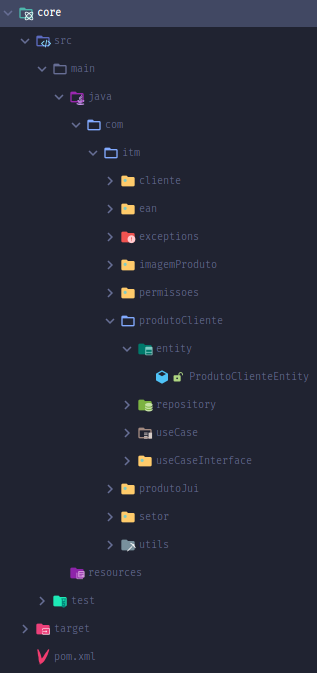 core
src
main
java
com
itm
cliente
ean
exceptions
imagemProduto
permissoes
produtoCliente
entity
ProdutoClienteEntity
repository
useCase
useCaseInterface
produtoJui
setor
utils
resources
test
target
pom.xml